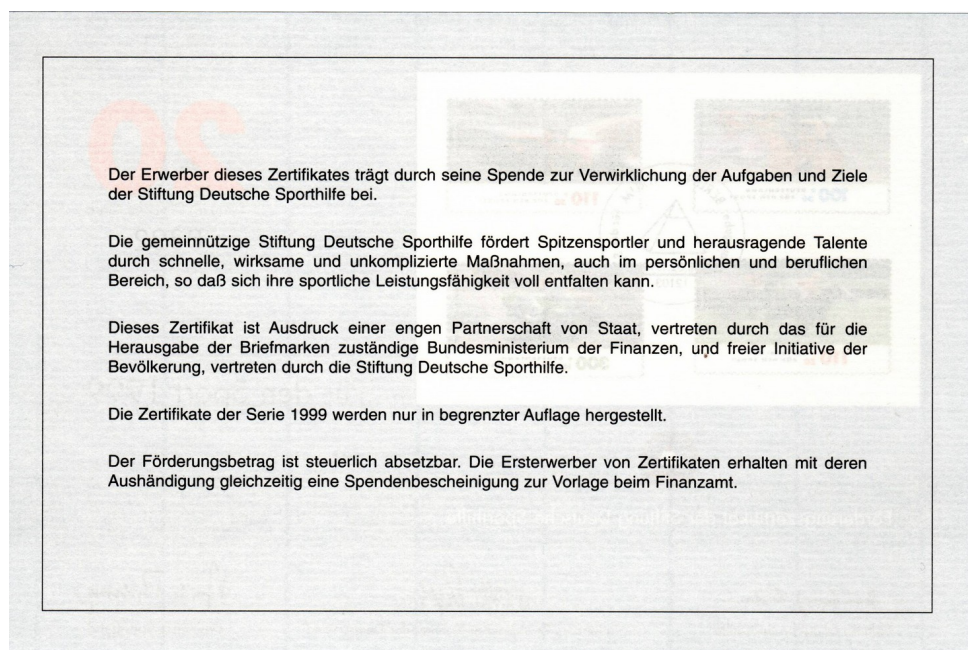 Der Erwerber dieses Zertifikates trägt durch seine Spende zur Verwirklichung der Aufgaben und Ziele
der Stiftung Deutsche Sporthilfe bei.
Die gemeinnützige Stiftung Deutsche Sporthilfe fördert Spitzensportler und herausragende Talente
durch schnelle, wirksame und unkomplizierte Maßnahmen, auch im persönlichen und beruflichen
Bereich, so daß sich ihre sportliche Leistungsfähigkeit voll entfalten kann.
Dieses Zertifikat ist Ausdruck einer engen Partnerschaft von Staat, vertreten durch das für die
Herausgabe der Briefmarken zuständige Bundesministerium der Finanzen, und freier Initiative der
Bevölkerung, vertreten durch die Stiftung Deutsche Sporthilfe.
Die Zertifikate der Serie 1999 werden nur in begrenzter Auflage hergestellt.
Der Förderungsbetrag ist steuerlich absetzbar. Die Ersterwerber von Zertifikaten erhalten mit deren
Aushändigung gleichzeitig eine Spendenbescheinigung zur Vorlage beim Finanzamt.